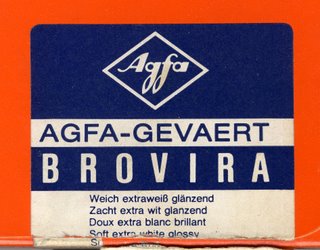 Agfa
AGFA-GEVAERT
BROVIRA
Weich extraweiß glänzend
Zacht extra wit glanzend
Doux extra blanc brillant
Soft extra white glossy